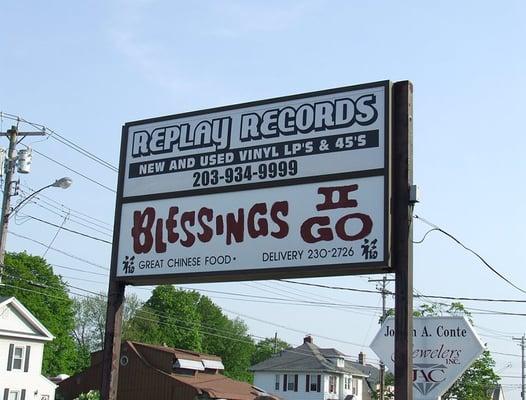 REPLAY RECORDS
NEW AND USED VINYL LP'S & 45'S
203-934-9999
BLESSINGS II GO
GREAT CHINESE FOOD • DELIVERY 230-2726
A. Conte
Jewelers INC.
JAC